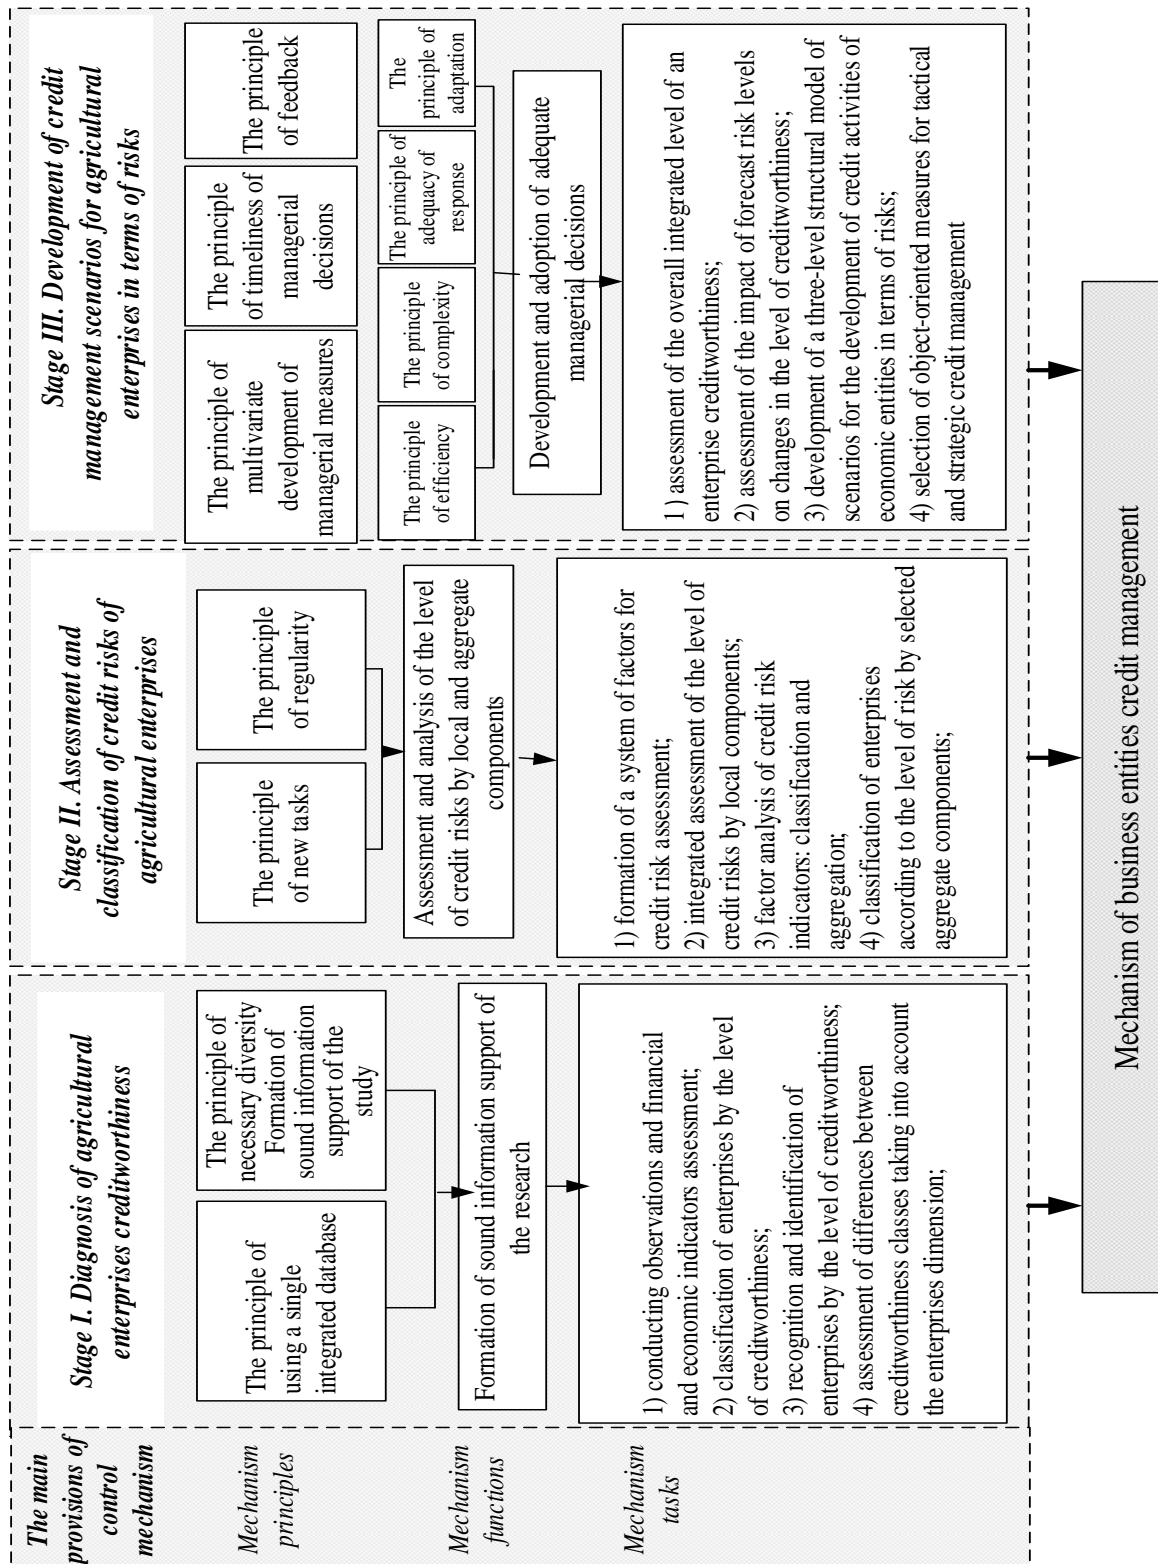 The main
provisions of
control
mechanism
Mechanism
principles
Mechanism
functions
Mechanism
tasks
Stage I. Diagnosis of agricultural
enterprises creditworthiness
The principle of
using a single
integrated database
The principle of
necessary diversity
Formation of
sound information
support of the
study
Formation of sound information support of
the research
1) conducting observations and financial
and economic indicators assessment;
2) classification of enterprises by the level
of creditworthiness;
3) recognition and identification of
enterprises by the level of creditworthiness;
4) assessment of differences between
creditworthiness classes taking into account
the enterprises dimension;
Stage II. Assessment and
classification of credit risks of
agricultural enterprises
The principle
of new tasks
The principle
of regularity
Assessment and analysis of the level
of credit risks by local and aggregate
components
1) formation of a system of factors for
credit risk assessment;
2) integrated assessment of the level of
credit risks by local components;
3) factor analysis of credit risk
indicators: classification and
aggregation;
4) classification of enterprises
according to the level of risk by selected
aggregate components;
Stage III. Development of credit
management scenarios for agricultural
enterprises in terms of risks
The principle of
multivariate
development of
managerial measures
The principle
of timeliness of
managerial
decisions
The principle
of feedback
The principle
of efficiency
The principle
of complexity
The principle of
adequacy of
response
The
principle of
adaptation
Development and adoption of adequate
managerial decisions
1) assessment of the overall integrated level of an
enterprise creditworthiness;
2) assessment of the impact of forecast risk levels
on changes in the level of creditworthiness;
3) development of a three-level structural model of
scenarios for the development of credit activities of
economic entities in terms of risks;
4) selection of object-oriented measures for tactical
and strategic credit management
Mechanism of business entities credit management